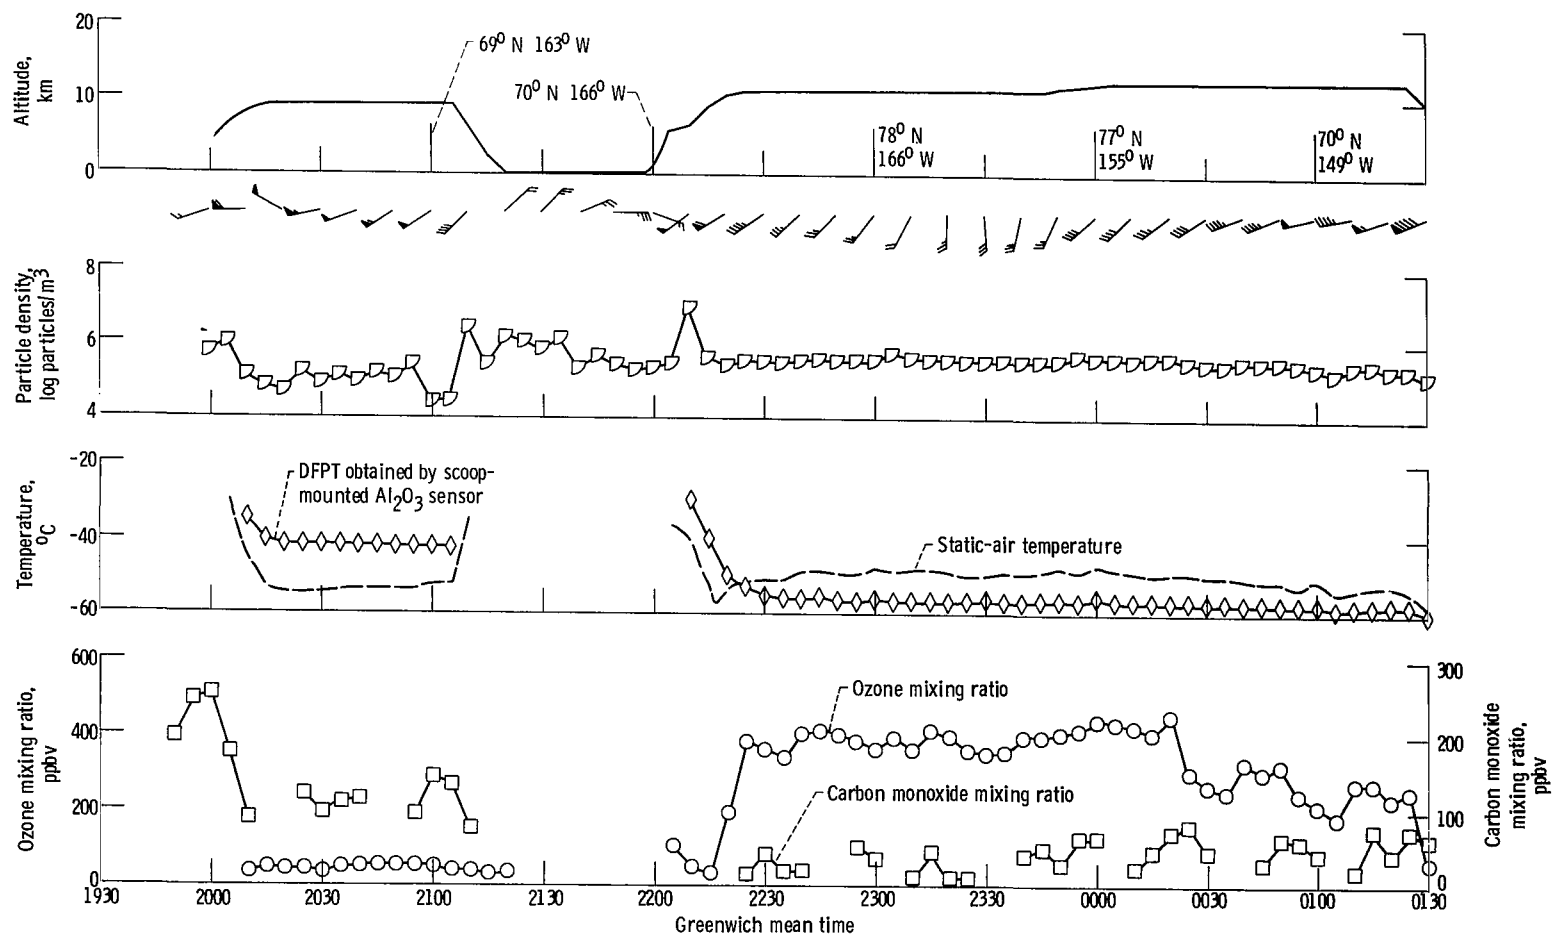 20
10
0
Altitude,
km
69° N 163° W
70° N 166° W
78° N
166° W
77° N
155° W
70° N
149° W
8
6
4
Particle density,
log particles/m³
-20
-40
-60
Temperature,
°C
DFPT obtained by scoop-
mounted Al₂O₃ sensor
Static-air temperature
600
400
200
0
Ozone mixing ratio,
ppbv
Ozone mixing ratio
Carbon monoxide mixing ratio
300
200
100
0
Carbon monoxide
mixing ratio,
ppbv
1930 2000 2030 2100 2130 2200 2230 2300 2330 0000 0030 0100 0130
Greenwich mean time